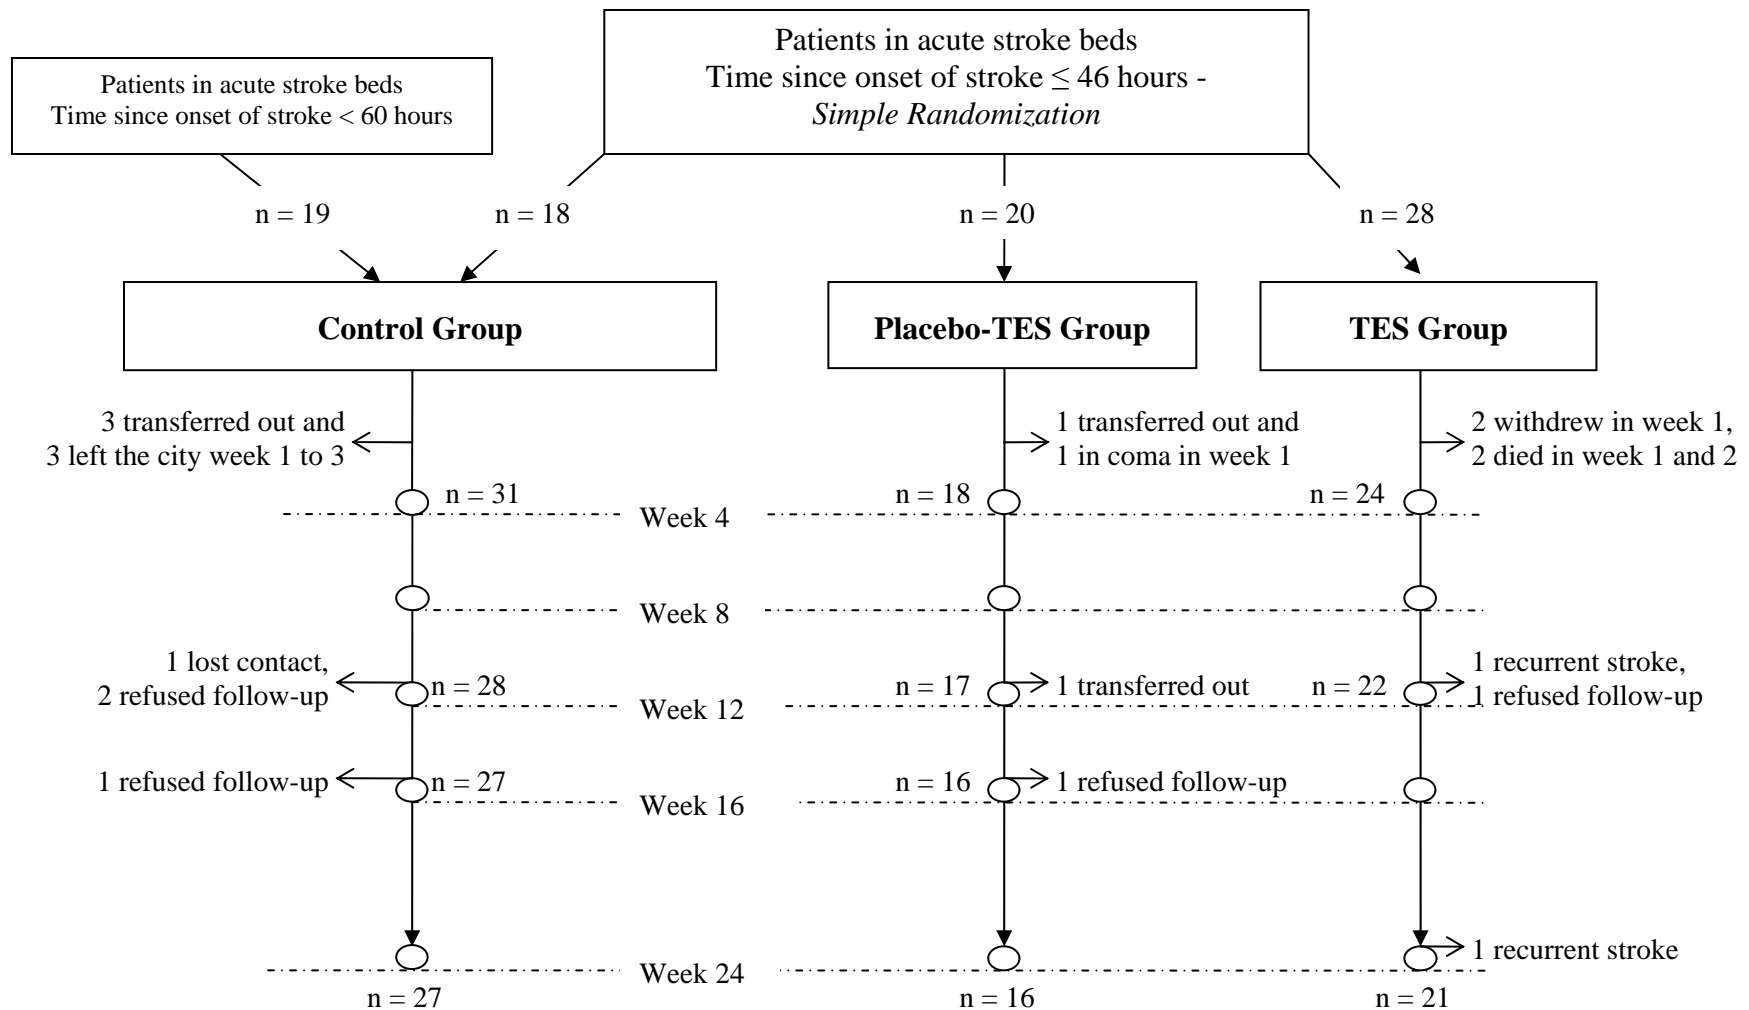 Patients in acute stroke beds
Time since onset of stroke < 60 hours
Patients in acute stroke beds
Time since onset of stroke ≤ 46 hours -
Simple Randomization
n = 19
n = 18
n = 20
n = 28
Control Group
Placebo-TES Group
TES Group
3 transferred out and
3 left the city week 1 to 3
1 transferred out and
1 in coma in week 1
2 withdrew in week 1,
2 died in week 1 and 2
n = 31
n = 18
n = 24
Week 4
Week 8
1 lost contact,
2 refused follow-up
n = 28
n = 17
1 transferred out
n = 22
1 recurrent stroke,
1 refused follow-up
Week 12
1 refused follow-up
n = 27
n = 16
1 refused follow-up
Week 16
1 recurrent stroke
Week 24
n = 27
n = 16
n = 21